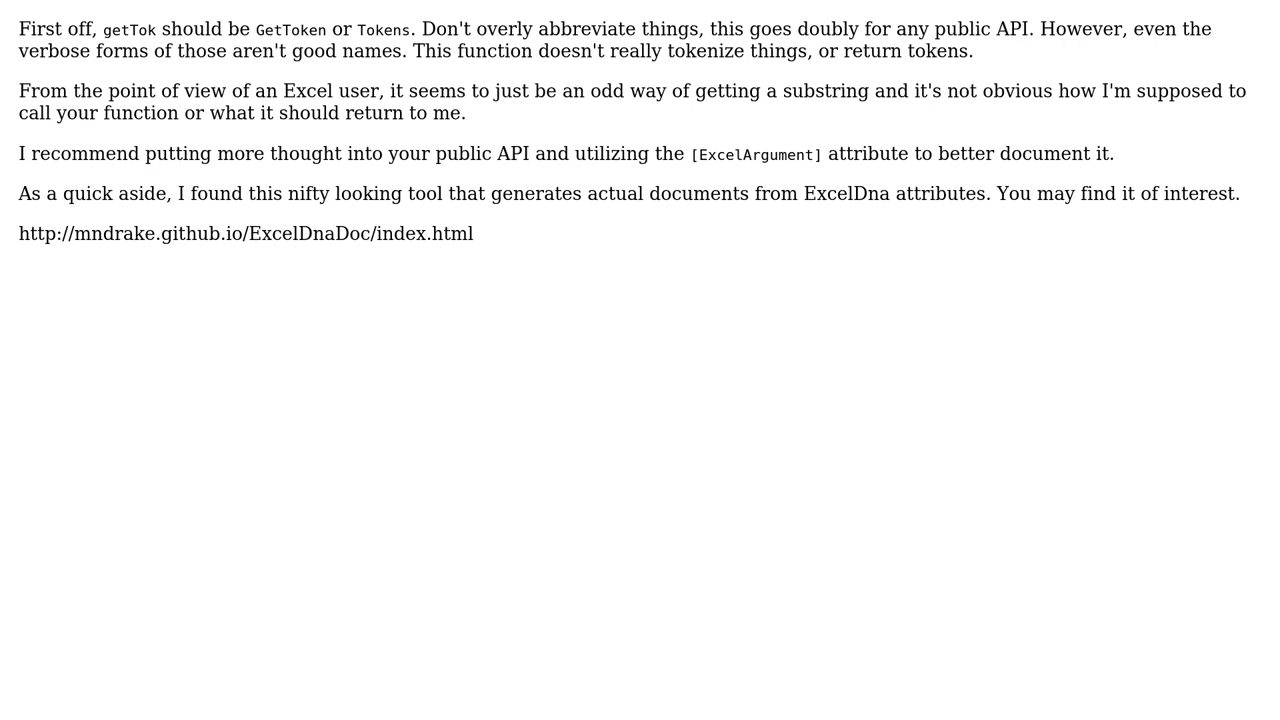 First off, getTok should be GetToken or Tokens. Don't overly abbreviate things, this goes doubly for any public API. However, even the
verbose forms of those aren't good names. This function doesn't really tokenize things, or return tokens.
From the point of view of an Excel user, it seems to just be an odd way of getting a substring and it's not obvious how I'm supposed to
call your function or what it should return to me.
I recommend putting more thought into your public API and utilizing the [ExcelArgument] attribute to better document it.
As a quick aside, I found this nifty looking tool that generates actual documents from ExcelDna attributes. You may find it of interest.
http://mndrake.github.io/ExcelDnaDoc/index.html